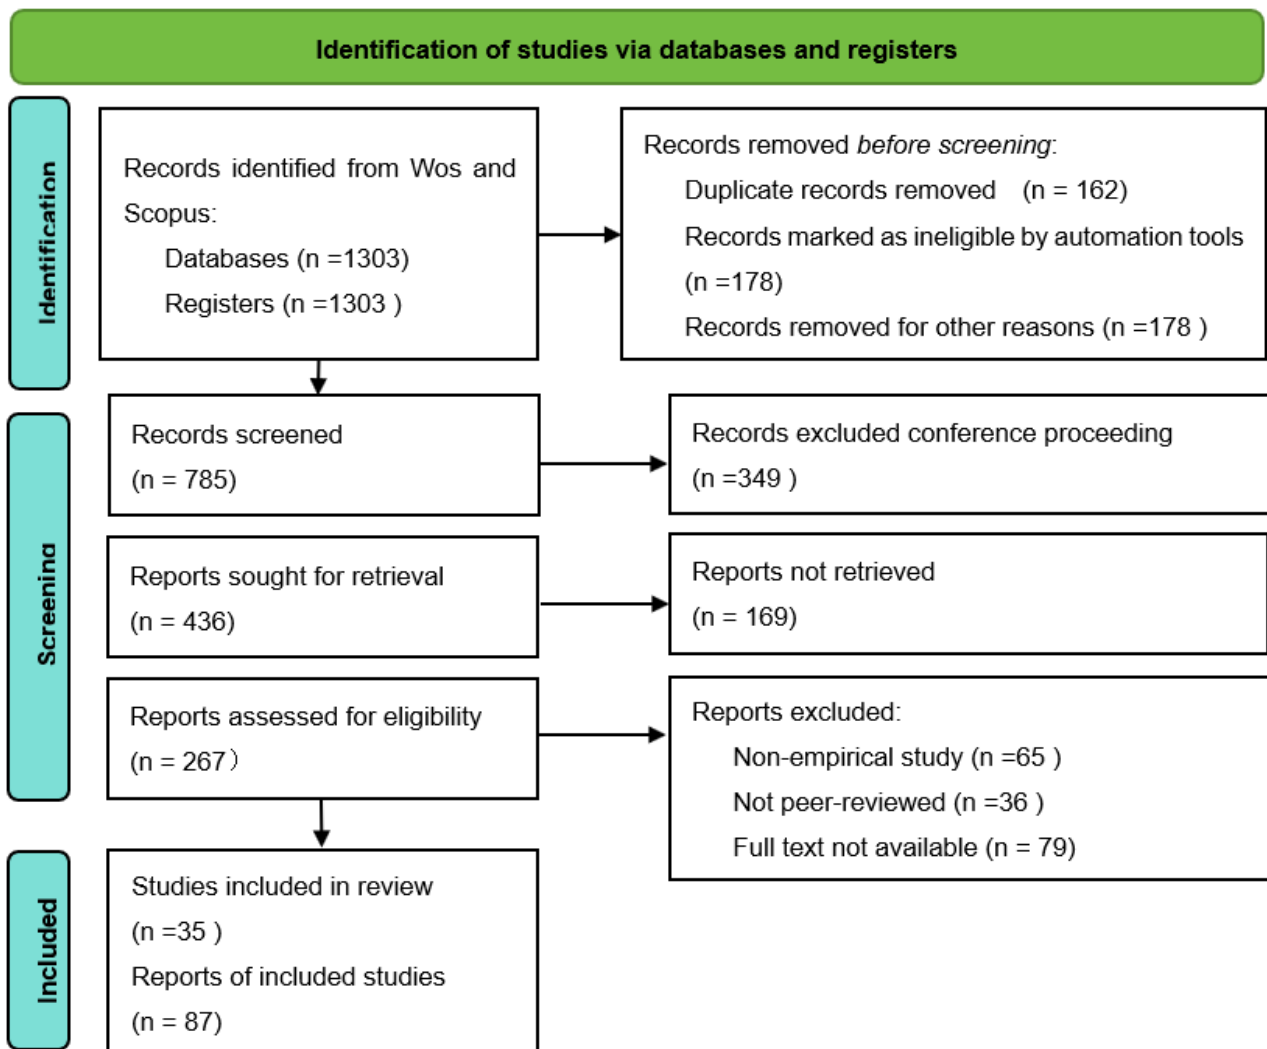 Identification of studies via databases and registers
Identification
Records identified from Wos and
Scopus:
Databases (n =1303)
Registers (n =1303 )
Records removed before screening:
Duplicate records removed (n = 162)
Records marked as ineligible by automation tools
(n =178)
Records removed for other reasons (n =178 )
Screening
Records screened
(n = 785)
Records excluded conference proceeding
(n =349 )
Reports sought for retrieval
(n = 436)
Reports not retrieved
(n = 169)
Reports assessed for eligibility
(n = 267）
Reports excluded:
Non-empirical study (n =65 )
Not peer-reviewed (n =36 )
Full text not available (n = 79)
Included
Studies included in review
(n =35 )
Reports of included studies
(n = 87)